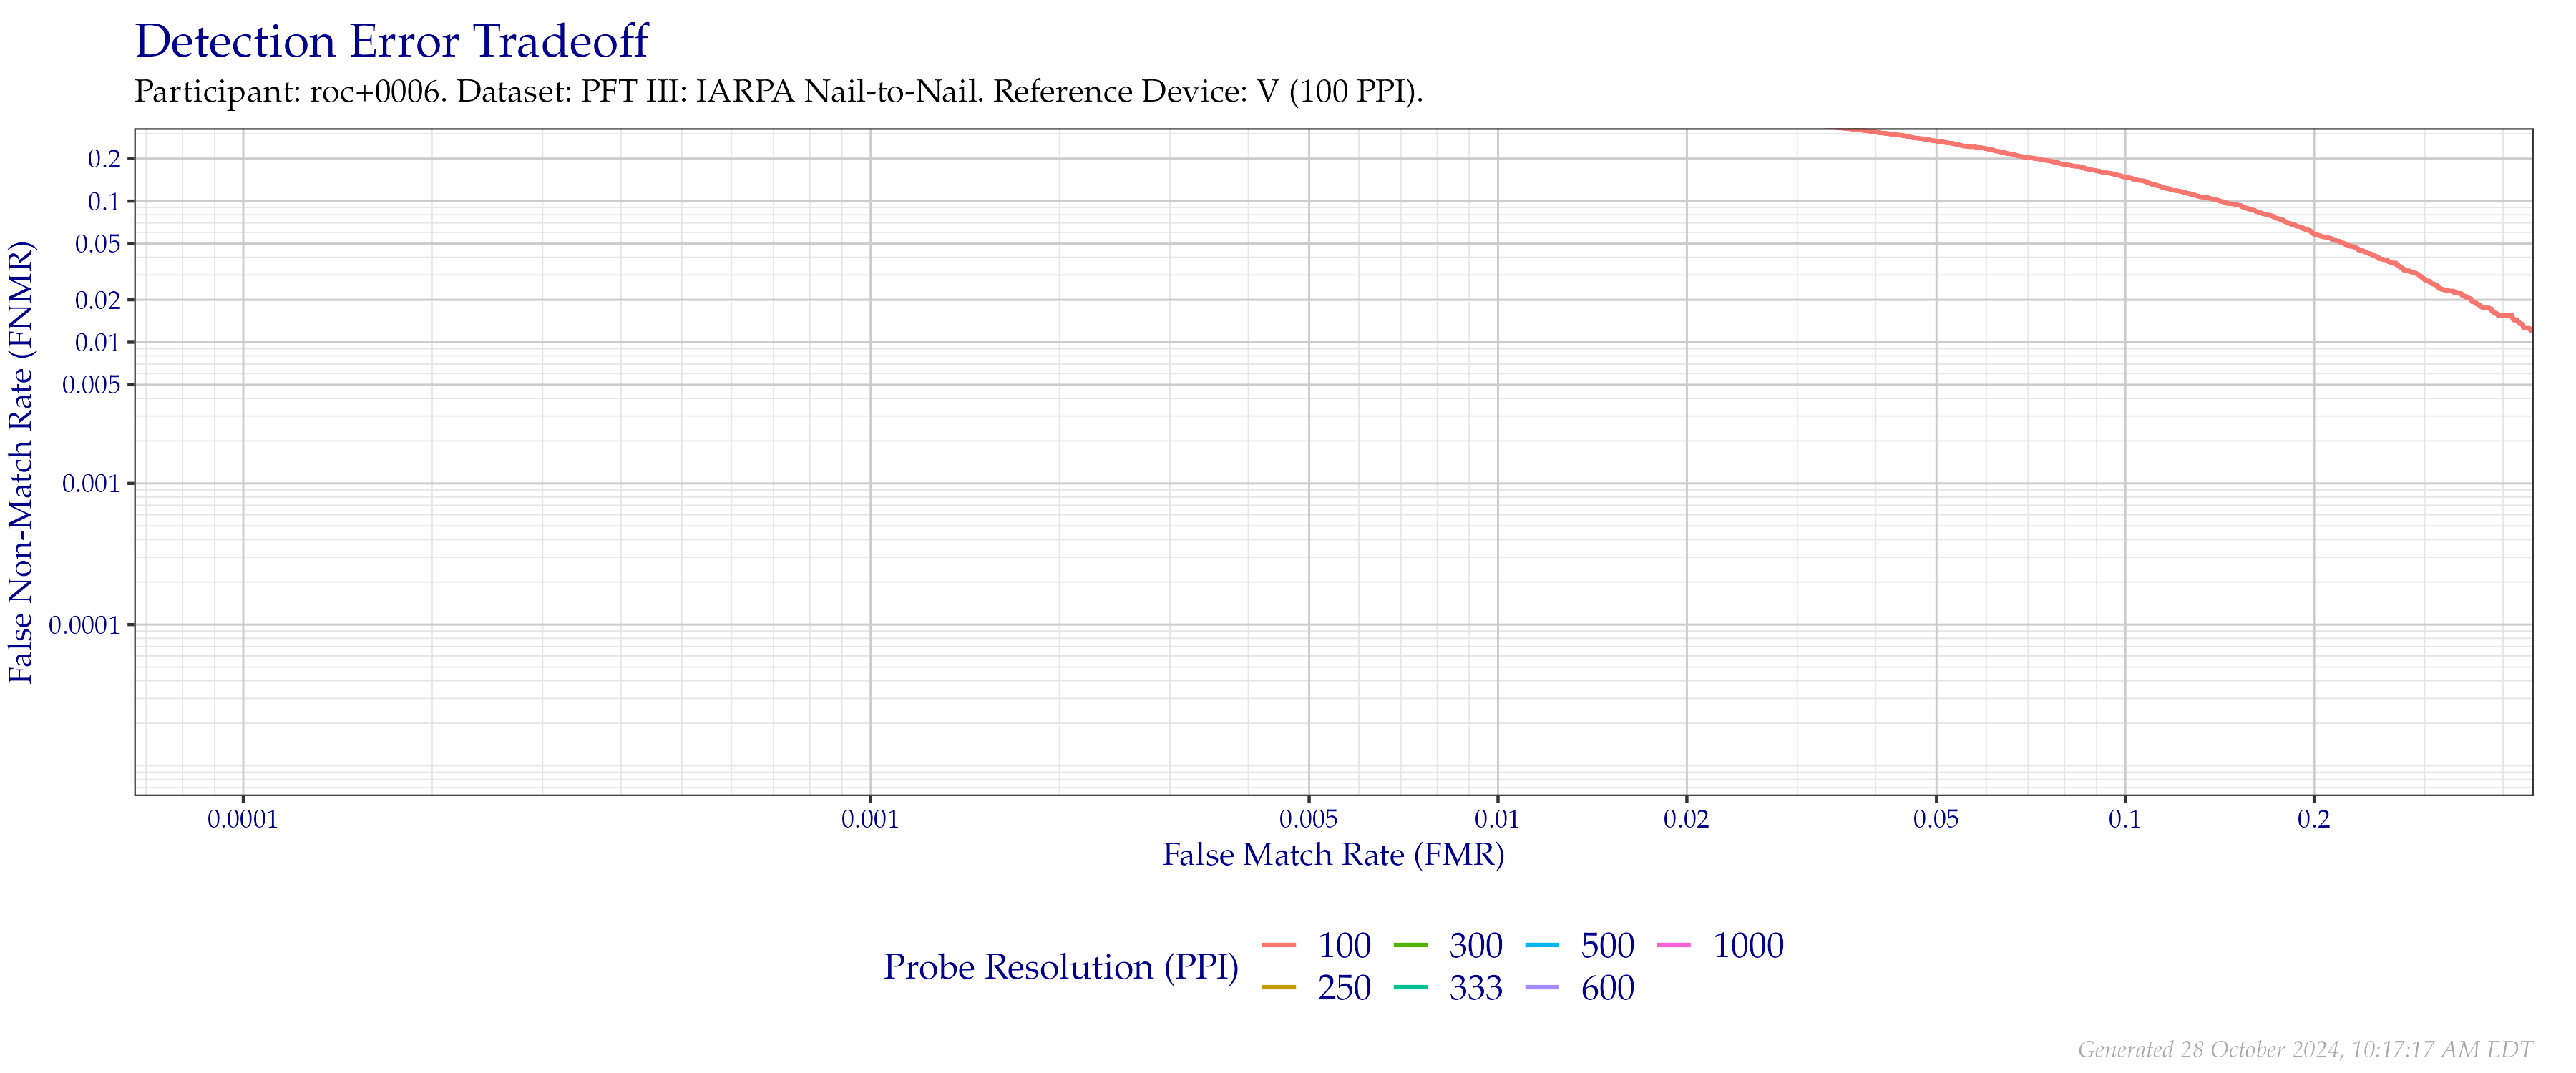 Detection Error Tradeoff
Participant: roc+0006. Dataset: PFT III: IARPA Nail-to-Nail. Reference Device: V (100 PPI).
False Non-Match Rate (FNMR)
0.2
0.1
0.05
0.02
0.01
0.005
0.001
0.0001
0.0001 0.001 0.005 0.01 0.02 0.05 0.1 0.2
False Match Rate (FMR)
Probe Resolution (PPI)
100 300 500 1000
250 333 600
Generated 28 October 2024, 10:17:17 AM EDT